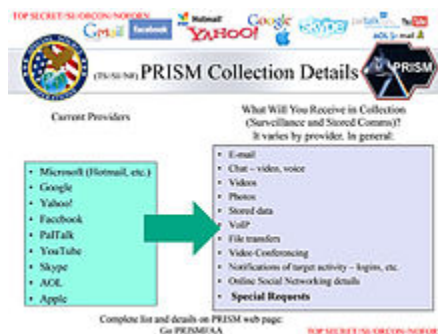 TOP SECRET//SI//ORCON//NOFORN
Gmail facebook Hotmail YAHOO! Google skype paltalk YouTube
AOL mail
(TS//SI//NF) PRISM Collection Details
PRISM
Current Providers
What Will You Receive in Collection
(Surveillance and Stored Comms)?
It varies by provider. In general:
• Microsoft (Hotmail, etc.)
• Google
• Yahoo!
• Facebook
• PalTalk
• YouTube
• Skype
• AOL
• Apple
• E-mail
• Chat – video, voice
• Videos
• Photos
• Stored data
• VoIP
• File transfers
• Video Conferencing
• Notifications of target activity – logins, etc.
• Online Social Networking details
• Special Requests
Complete list and details on PRISM web page:
Go PRISMFAA
TOP SECRET//SI//ORCON//NOFORN